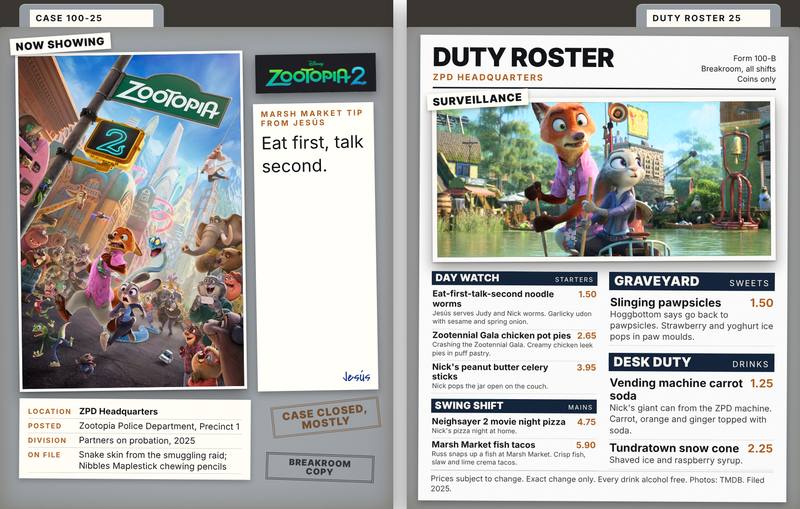 CASE 100-25
NOW SHOWING
ZOOTOPIA
2
Disney
ZOOTOPIA 2
MARSH MARKET TIP
FROM JESÚS
Eat first, talk
second.
Jesús
LOCATION ZPD Headquarters
POSTED Zootopia Police Department, Precinct 1
DIVISION Partners on probation, 2025
ON FILE Snake skin from the smuggling raid;
Nibbles Maplestick chewing pencils
CASE CLOSED,
MOSTLY
BREAKROOM
COPY
DUTY ROSTER 25
DUTY ROSTER
ZPD HEADQUARTERS
Form 100-B
Breakroom, all shifts
Coins only
SURVEILLANCE
DAY WATCH STARTERS
Eat-first-talk-second noodle 1.50
worms
Jesús serves Judy and Nick worms. Garlicky udon
with sesame and spring onion.
Zootennial Gala chicken pot pies 2.65
Crashing the Zootennial Gala. Creamy chicken leek
pies in puff pastry.
Nick's peanut butter celery 3.95
sticks
Nick pops the jar open on the couch.
SWING SHIFT MAINS
Neighsayer 2 movie night pizza 4.75
Nick's pizza night at home.
Marsh Market fish tacos 5.90
Russ snaps up a fish at Marsh Market. Crisp fish,
slaw and lime crema tacos.
GRAVEYARD SWEETS
Slinging pawpsicles 1.50
Hoggbottom says go back to
pawpsicles. Strawberry and yoghurt ice
pops in paw moulds.
DESK DUTY DRINKS
Vending machine carrot 1.25
soda
Nick's giant can from the ZPD machine.
Carrot, orange and ginger topped with
soda.
Tundratown snow cone 2.25
Shaved ice and raspberry syrup.
Prices subject to change. Exact change only. Every drink alcohol free. Photos: TMDB. Filed
2025.